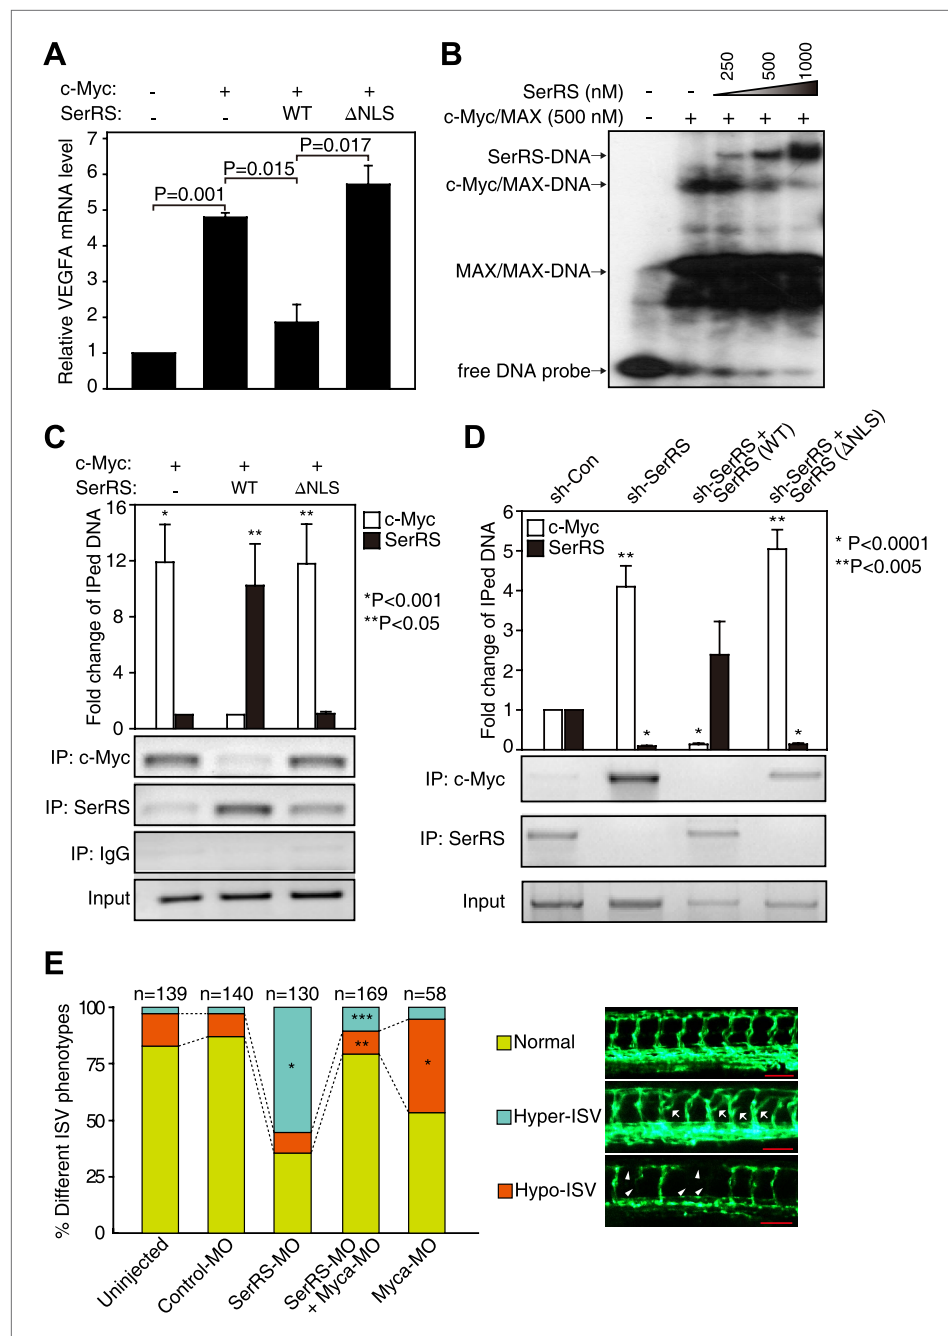 A
c-Myc: - + + +
SerRS: - - WT ΔNLS
Relative VEGFA mRNA level
7
6
5
4
3
2
1
0
P=0.001
P=0.015
P=0.017
B
250 500 1000
SerRS (nM) - -
c-Myc/MAX (500 nM) - + + + +
SerRS-DNA
c-Myc/MAX-DNA
MAX/MAX-DNA
free DNA probe
C
c-Myc: + + +
SerRS: - WT ΔNLS
Fold change of IPed DNA
16
12
8
4
0
* ** **
c-Myc
SerRS
*P<0.001
**P<0.05
IP: c-Myc
IP: SerRS
IP: IgG
Input
D
sh-Con
sh-SerRS
sh-SerRS +
SerRS (WT)
sh-SerRS +
SerRS (ΔNLS)
Fold change of IPed DNA
6
5
4
3
2
1
0
c-Myc
SerRS
** * * ** *
* P<0.0001
**P<0.005
IP: c-Myc
IP: SerRS
Input
E
n=139 n=140 n=130 n=169 n=58
% Different ISV phenotypes
100
75
50
25
0
* *** ** *
Uninjected
Control-MO
SerRS-MO
SerRS-MO
+ Myca-MO
Myca-MO
Normal
Hyper-ISV
Hypo-ISV